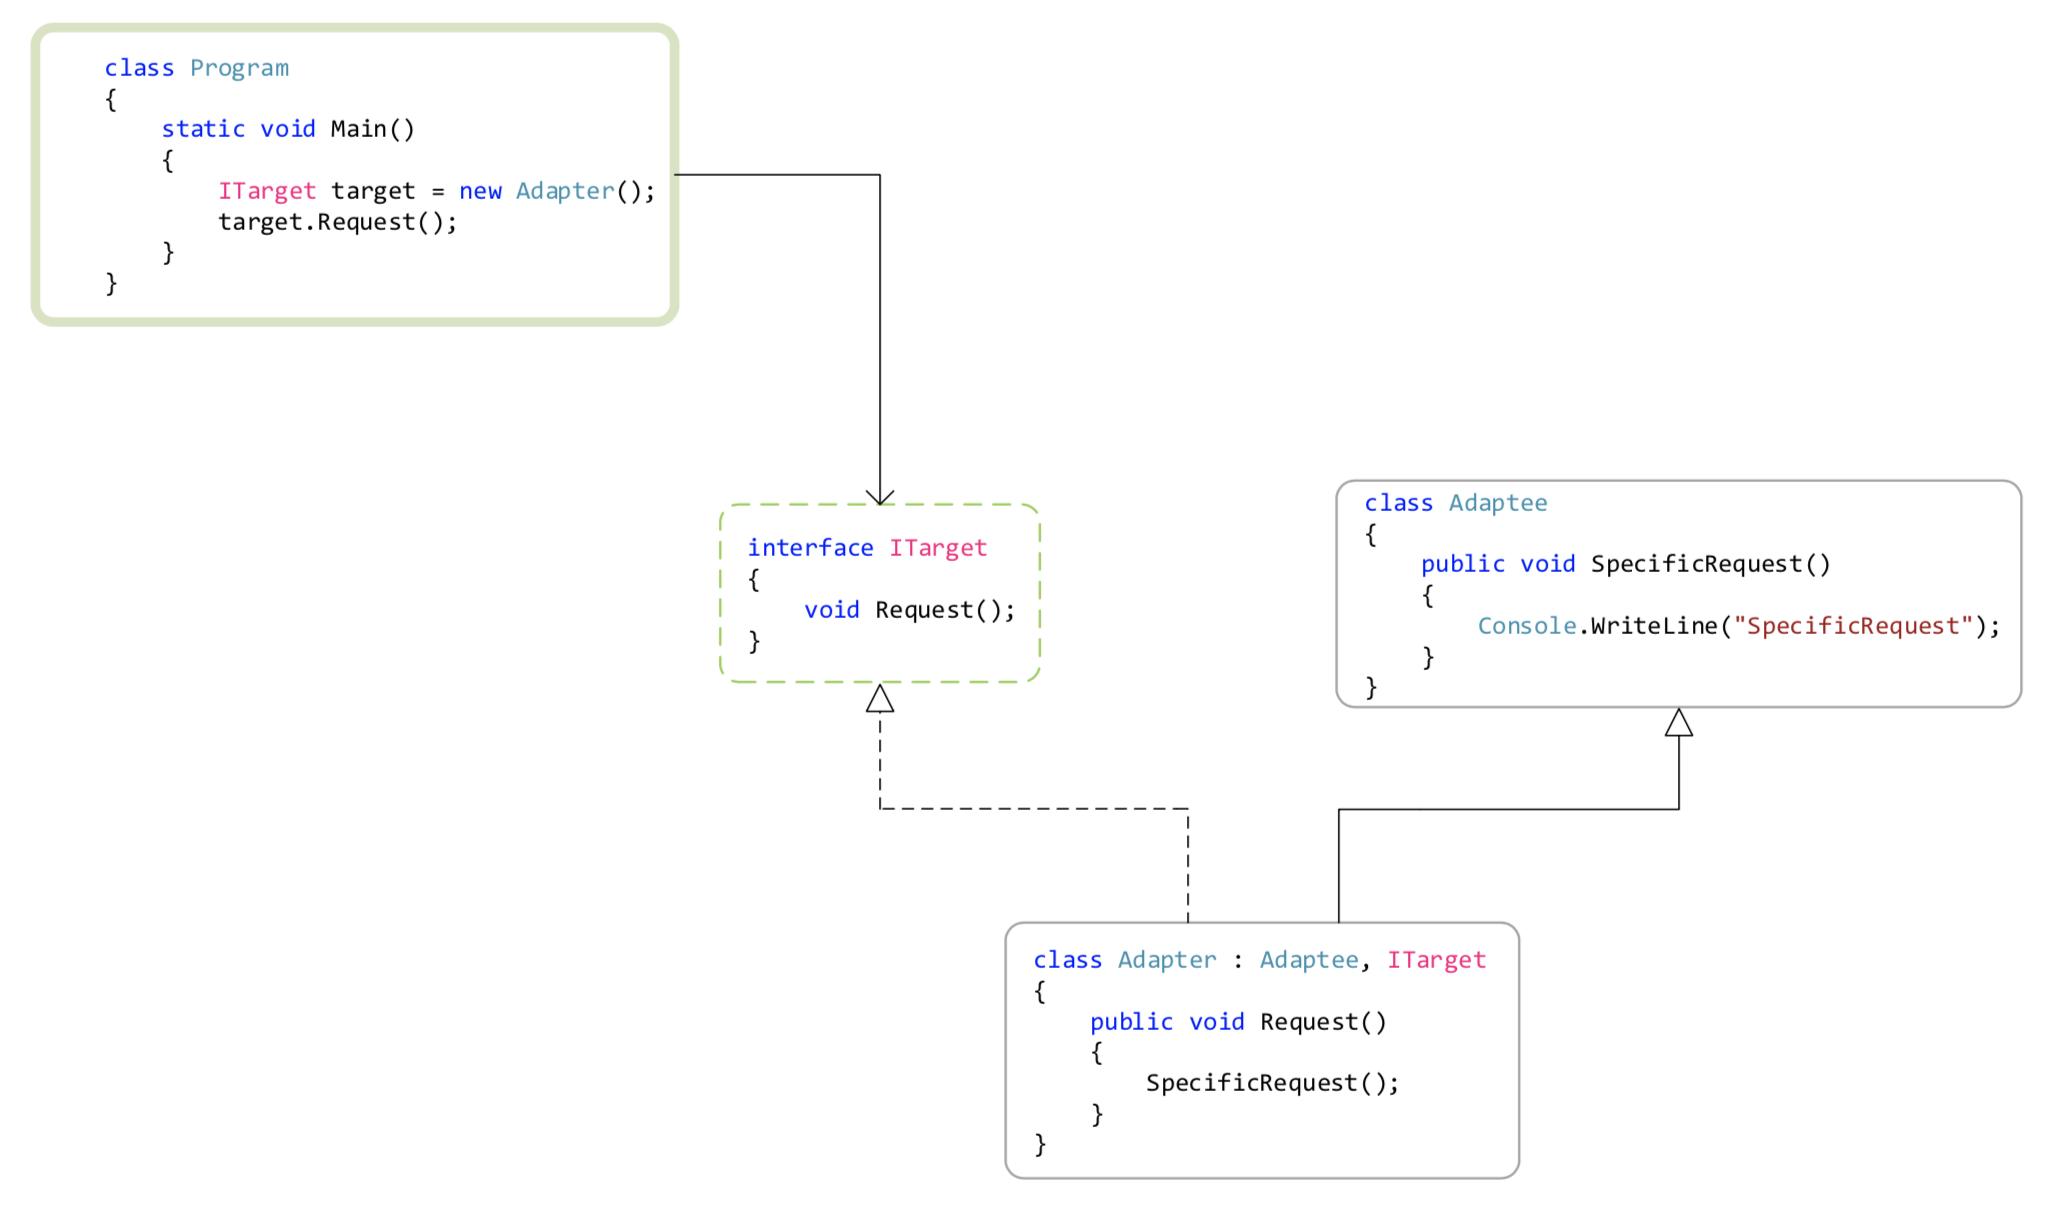 class Program
{
    static void Main()
    {
        ITarget target = new Adapter();
        target.Request();
    }
}
interface ITarget
{
    void Request();
}
class Adaptee
{
    public void SpecificRequest()
    {
        Console.WriteLine("SpecificRequest");
    }
}
class Adapter : Adaptee, ITarget
{
    public void Request()
    {
        SpecificRequest();
    }
}